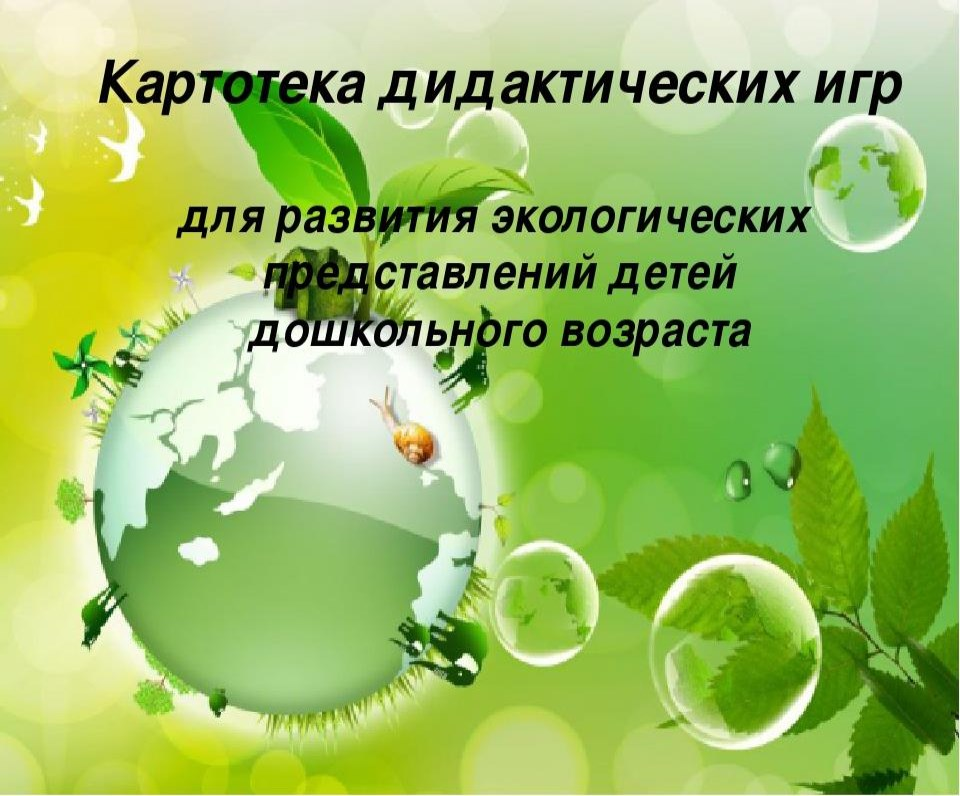 Картотека дидактических игр
для развития экологических
представлений детей
дошкольного возраста